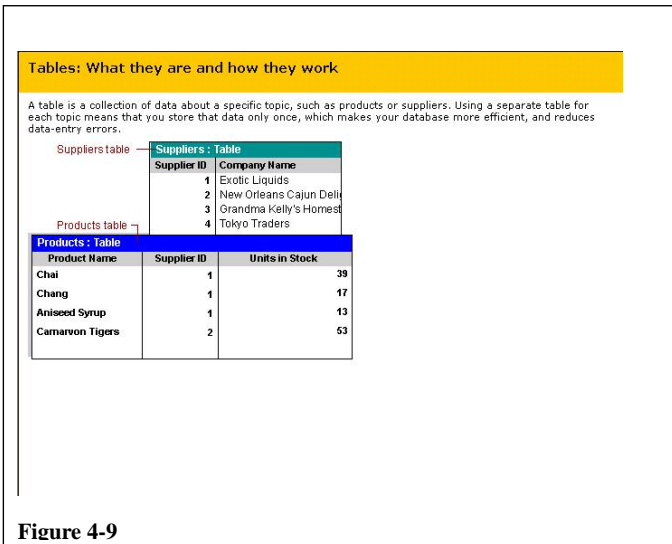 Tables: What they are and how they work
A table is a collection of data about a specific topic, such as products or suppliers. Using a separate table for
each topic means that you store that data only once, which makes your database more efficient, and reduces
data-entry errors.
Suppliers table
Suppliers : Table
Supplier ID Company Name
1 Exotic Liquids
2 New Orleans Cajun Deli
3 Grandma Kelly's Homest
4 Tokyo Traders
Products table
Products : Table
Product Name Supplier ID Units in Stock
Chai 1 39
Chang 1 17
Aniseed Syrup 1 13
Carnarvon Tigers 2 53
Figure 4-9